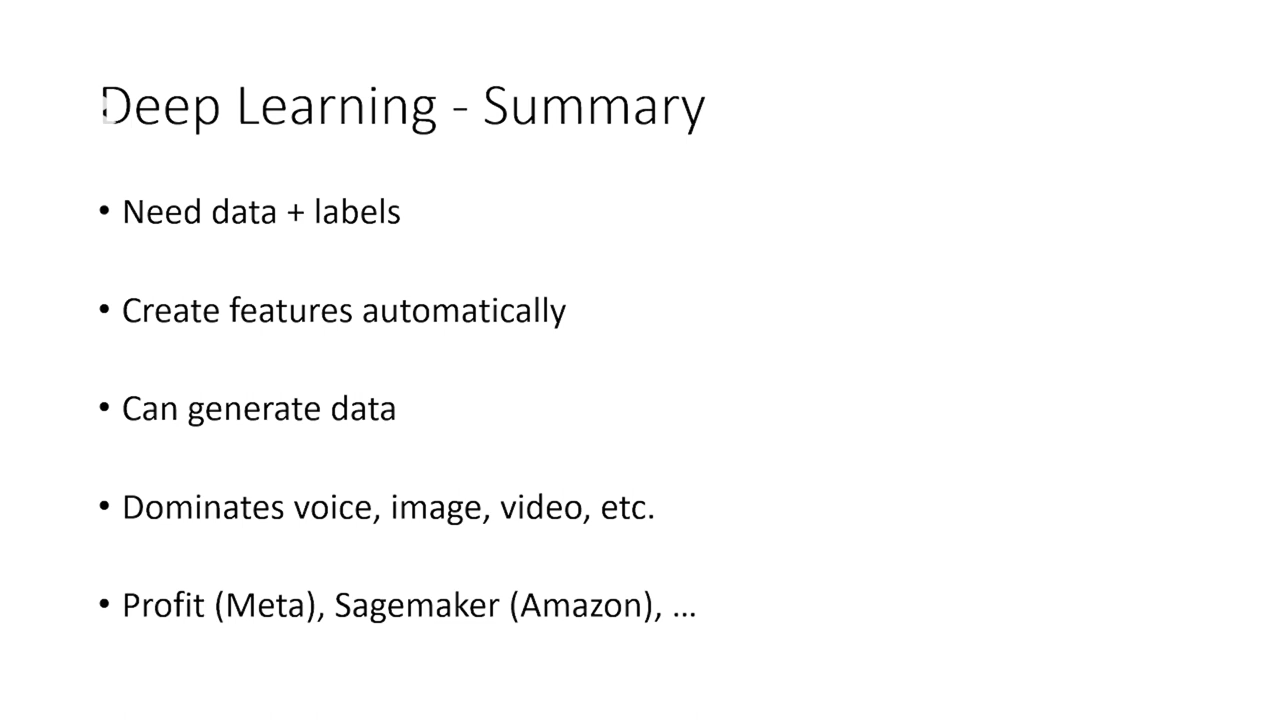 Deep Learning - Summary
• Need data + labels
• Create features automatically
• Can generate data
• Dominates voice, image, video, etc.
• Profit (Meta), Sagemaker (Amazon), ...